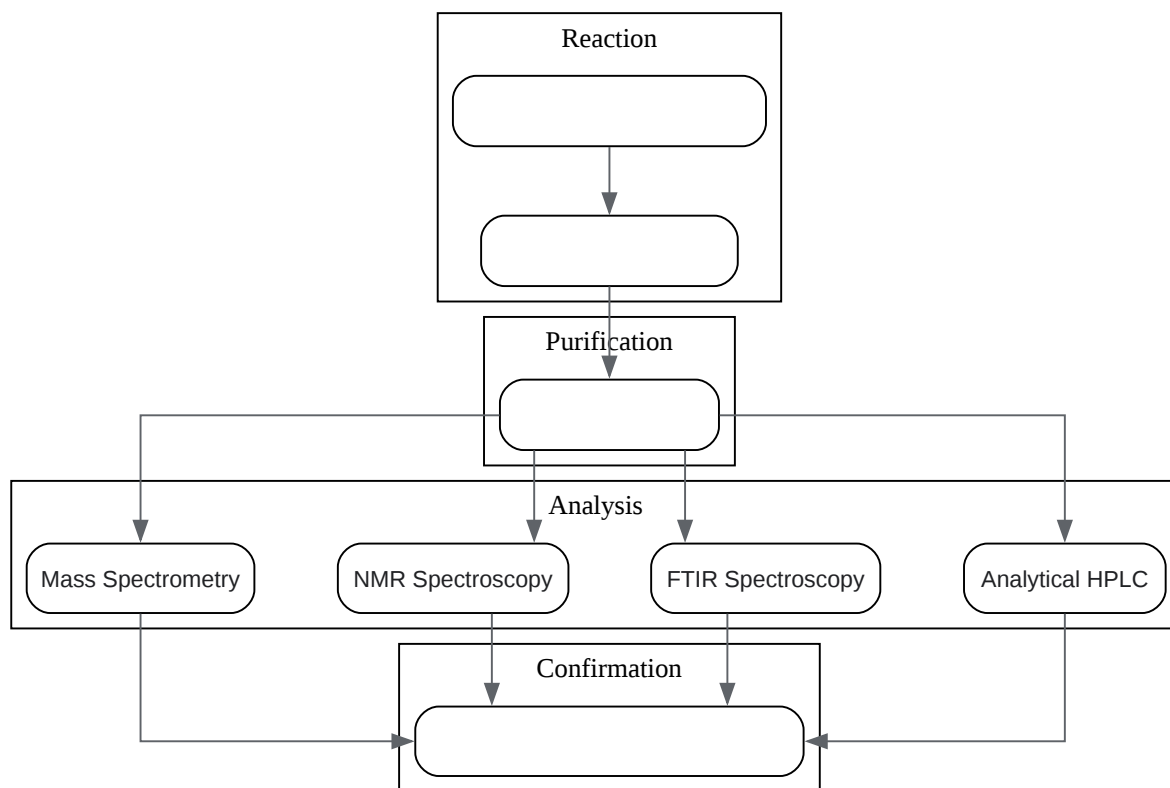 Reaction
Purification
Analysis
Mass Spectrometry
NMR Spectroscopy
FTIR Spectroscopy
Analytical HPLC
Confirmation